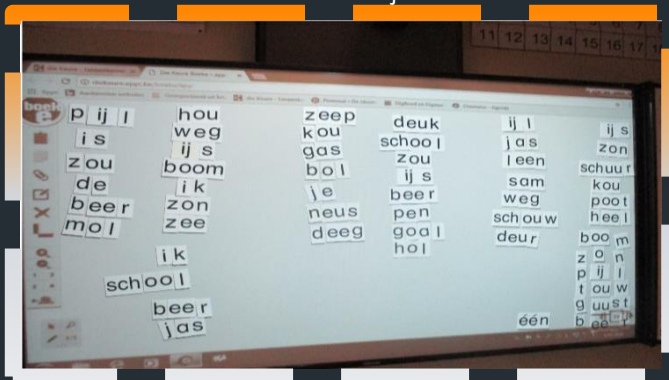 11 12 13 14 15 16 17
boek e
pijl
is
zou
de
beer
mol
hou
weg
ijs
boom
ik
zon
zee
ik
school
beer
jas
zeep
kou
gas
bol
je
neus
deeg
deuk
school
zou
ijs
beer
pen
goal
hol
ijl
jas
leen
sam
weg
schouw
deur
één
ijs
zon
schuur
kou
poot
heel
boom
zon
pijl
touw
guust
beer